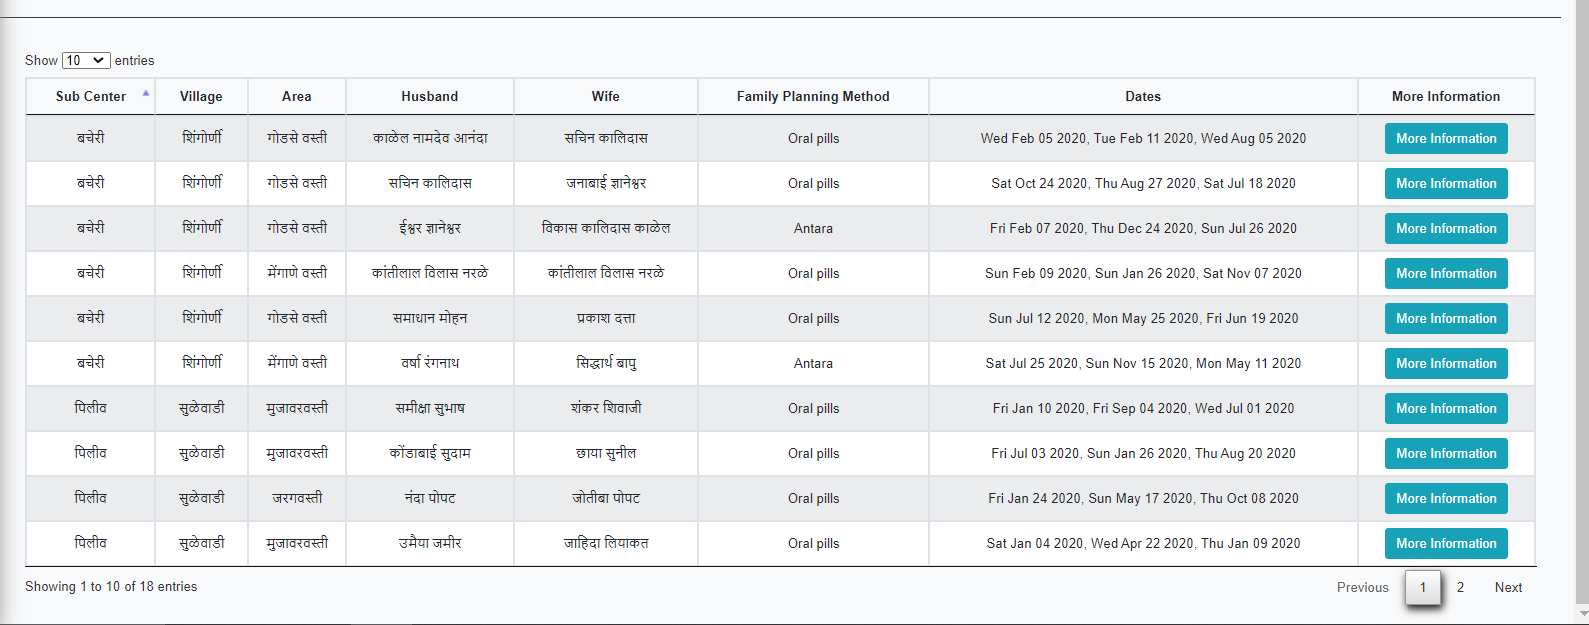 Show 10 entries
Sub Center Village Area Husband Wife Family Planning Method Dates More Information
बचेरी शिंगोर्णी गोडसे वस्ती काळेल नामदेव आनंदा सचिन कालिदास Oral pills Wed Feb 05 2020, Tue Feb 11 2020, Wed Aug 05 2020 More Information
बचेरी शिंगोर्णी गोडसे वस्ती सचिन कालिदास जनाबाई ज्ञानेश्वर Oral pills Sat Oct 24 2020, Thu Aug 27 2020, Sat Jul 18 2020 More Information
बचेरी शिंगोर्णी गोडसे वस्ती ईश्वर ज्ञानेश्वर विकास कालिदास काळेल Antara Fri Feb 07 2020, Thu Dec 24 2020, Sun Jul 26 2020 More Information
बचेरी शिंगोर्णी मेंगाणे वस्ती कांतीलाल विलास नरळे कांतीलाल विलास नरळे Oral pills Sun Feb 09 2020, Sun Jan 26 2020, Sat Nov 07 2020 More Information
बचेरी शिंगोर्णी गोडसे वस्ती समाधान मोहन प्रकाश दत्ता Oral pills Sun Jul 12 2020, Mon May 25 2020, Fri Jun 19 2020 More Information
बचेरी शिंगोर्णी मेंगाणे वस्ती वर्षा रंगनाथ सिद्धार्थ बापु Antara Sat Jul 25 2020, Sun Nov 15 2020, Mon May 11 2020 More Information
पिलीव सुळेवाडी मुजावरवस्ती समीक्षा सुभाष शंकर शिवाजी Oral pills Fri Jan 10 2020, Fri Sep 04 2020, Wed Jul 01 2020 More Information
पिलीव सुळेवाडी मुजावरवस्ती कोंडाबाई सुदाम छाया सुनील Oral pills Fri Jul 03 2020, Sun Jan 26 2020, Thu Aug 20 2020 More Information
पिलीव सुळेवाडी जरगवस्ती नंदा पोपट जोतीबा पोपट Oral pills Fri Jan 24 2020, Sun May 17 2020, Thu Oct 08 2020 More Information
पिलीव सुळेवाडी मुजावरवस्ती उमैया जमीर जाहिदा लियाकत Oral pills Sat Jan 04 2020, Wed Apr 22 2020, Thu Jan 09 2020 More Information
Showing 1 to 10 of 18 entries Previous 1 2 Next